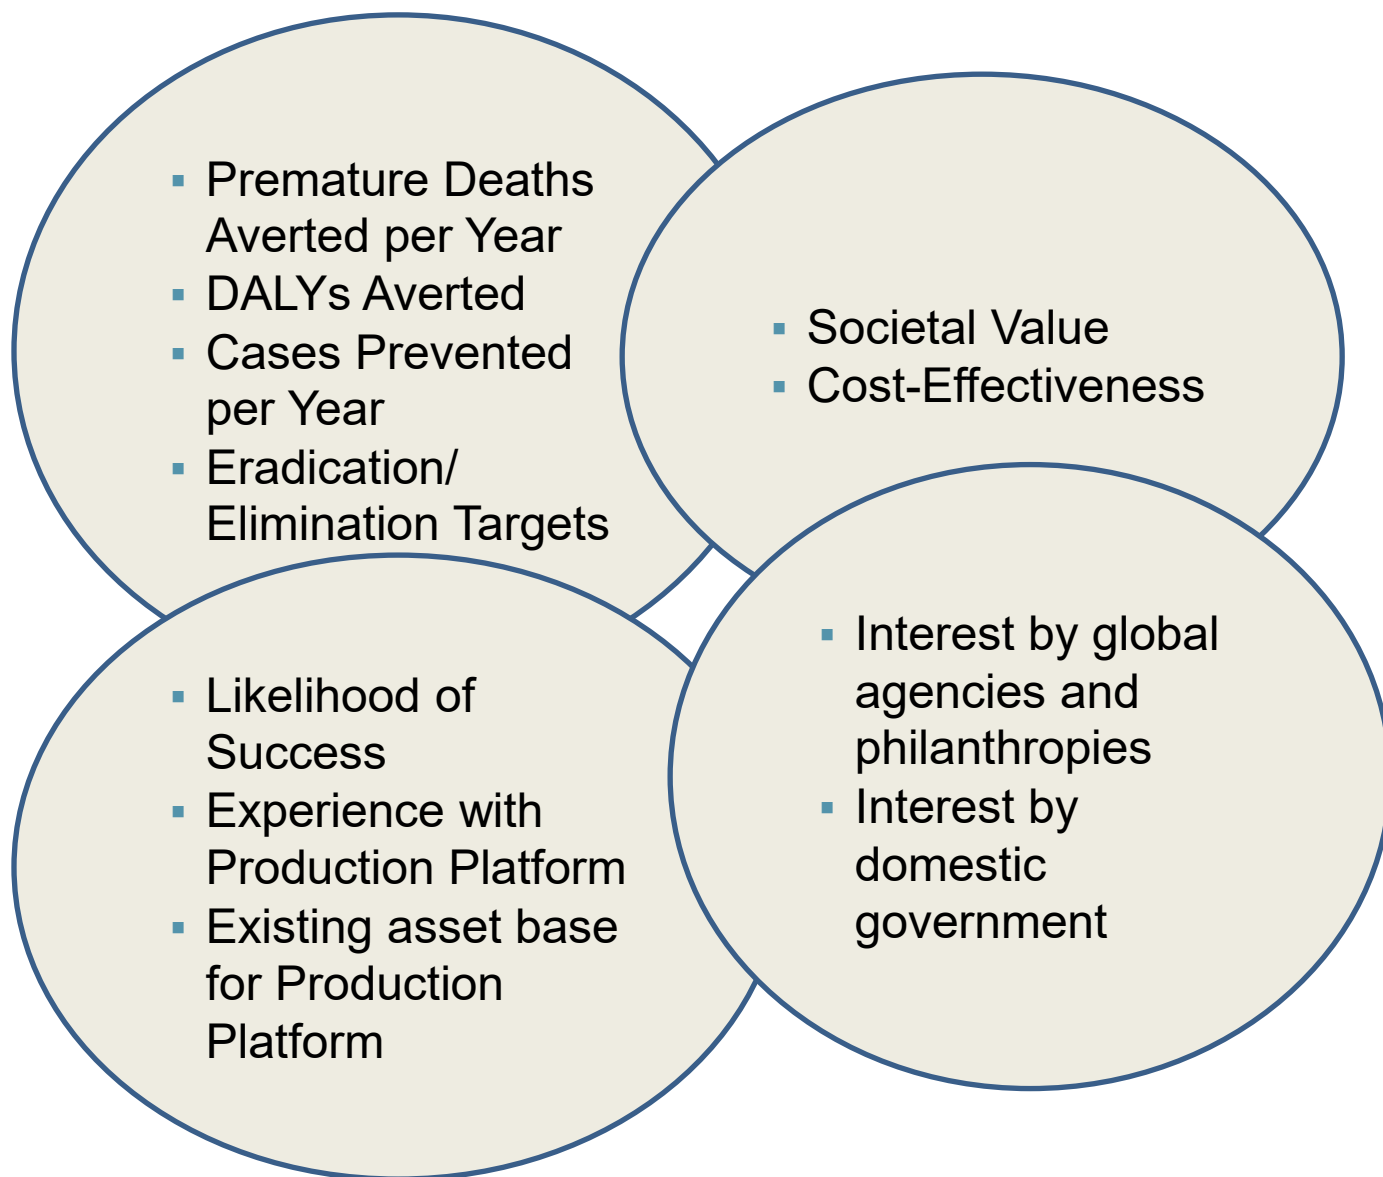 ▪ Premature Deaths
Averted per Year
▪ DALYs Averted
▪ Cases Prevented
per Year
▪ Eradication/
Elimination Targets
▪ Societal Value
▪ Cost-Effectiveness
▪ Likelihood of
Success
▪ Experience with
Production Platform
▪ Existing asset base
for Production
Platform
▪ Interest by global
agencies and
philanthropies
▪ Interest by
domestic
government